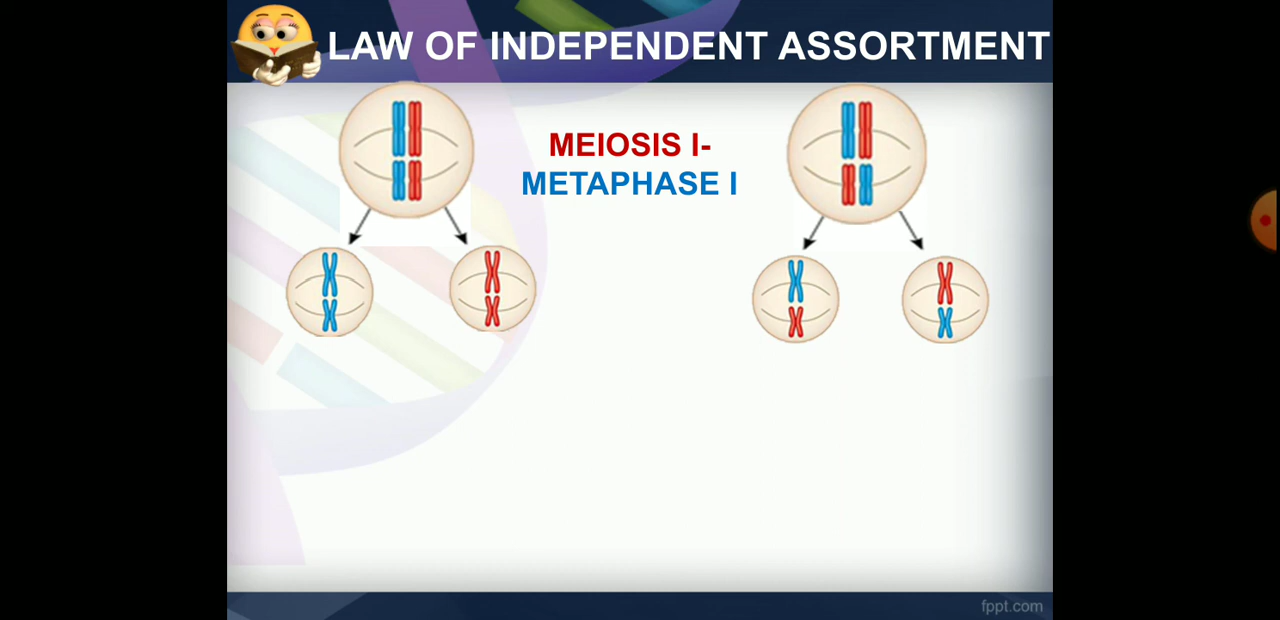 LAW OF INDEPENDENT ASSORTMENT
MEIOSIS I-
METAPHASE I
fppt.com